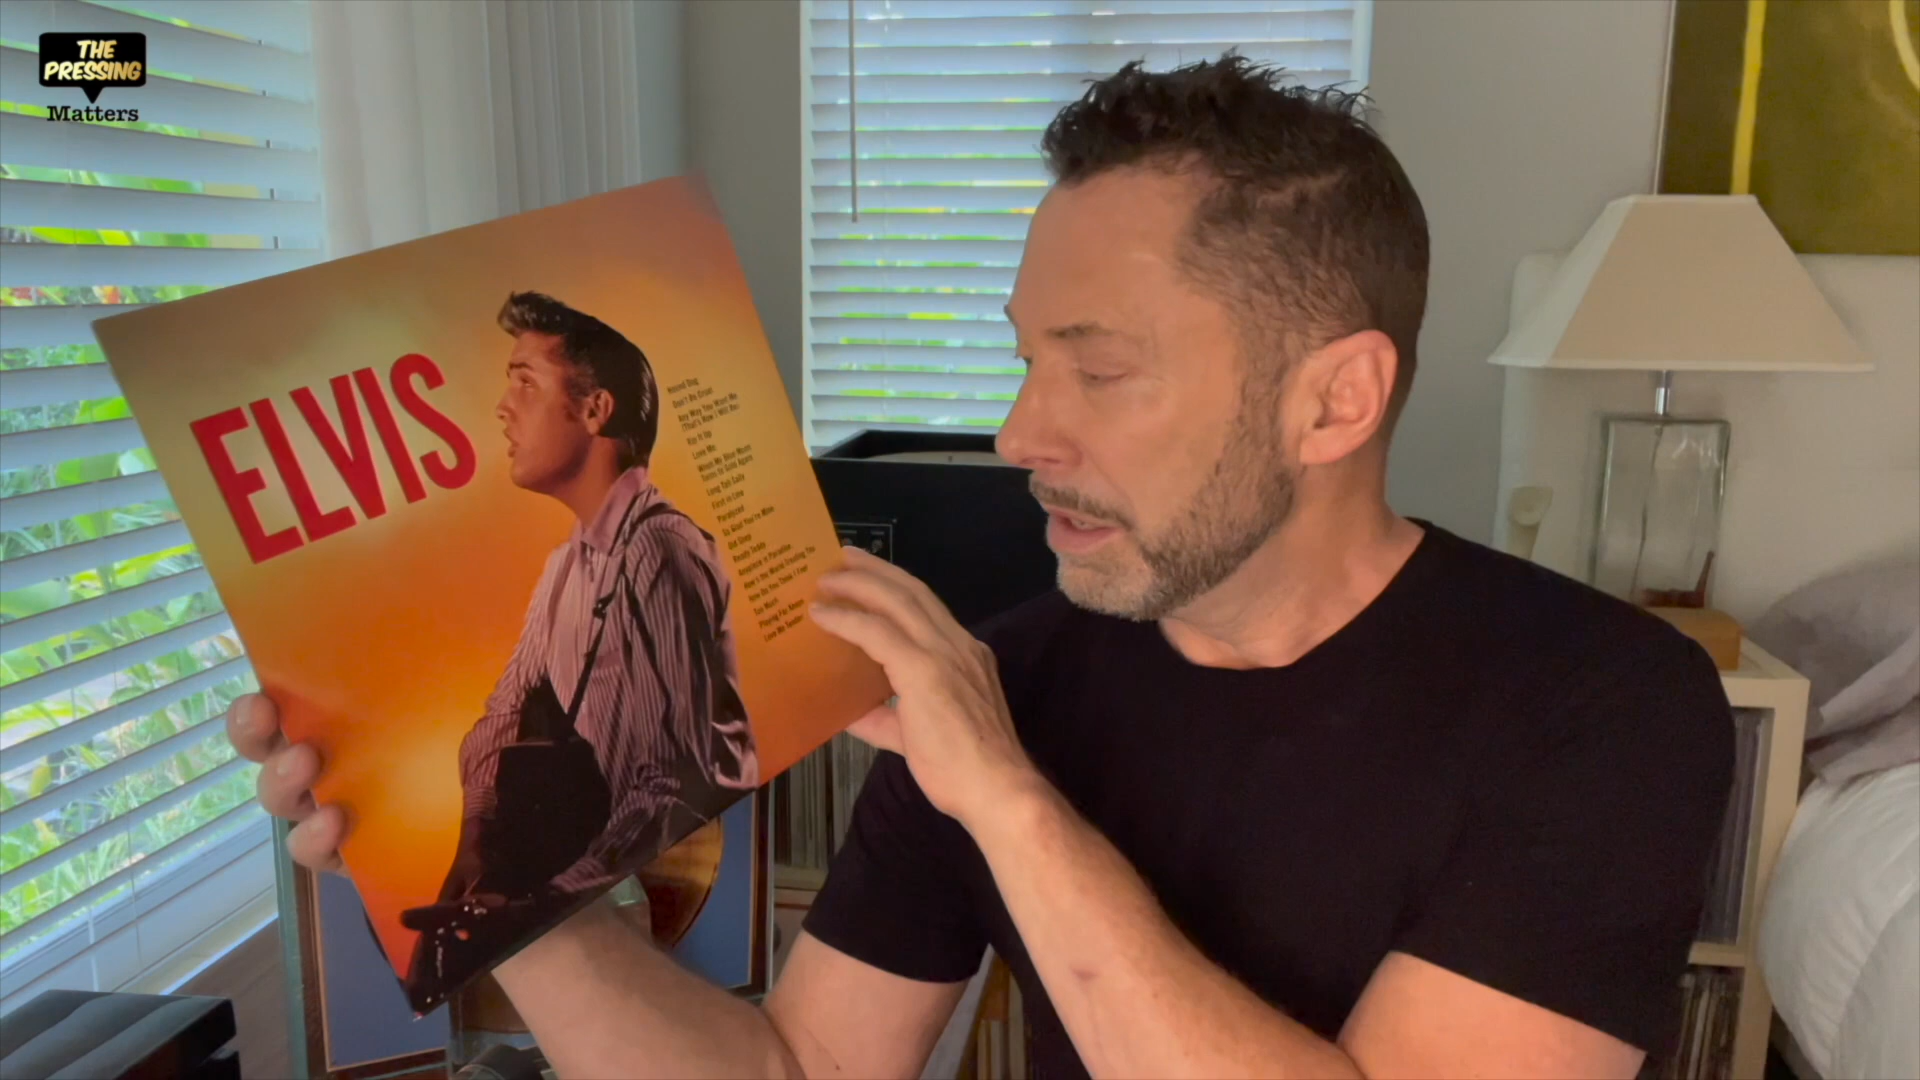 THE
PRESSING
Matters
ELVIS
Hound Dog
Don't Be Cruel
Any Way You Want Me
(That's How I Will Be)
Rip It Up
Love Me
When My Blue Moon
Turns to Gold Again
Long Tall Sally
First in Line
Paralyzed
So Glad You're Mine
Old Shep
Ready Teddy
Anyplace is Paradise
How's the World Treating You
How Do You Think I Feel
Too Much
Playing For Keeps
Love Me Tender